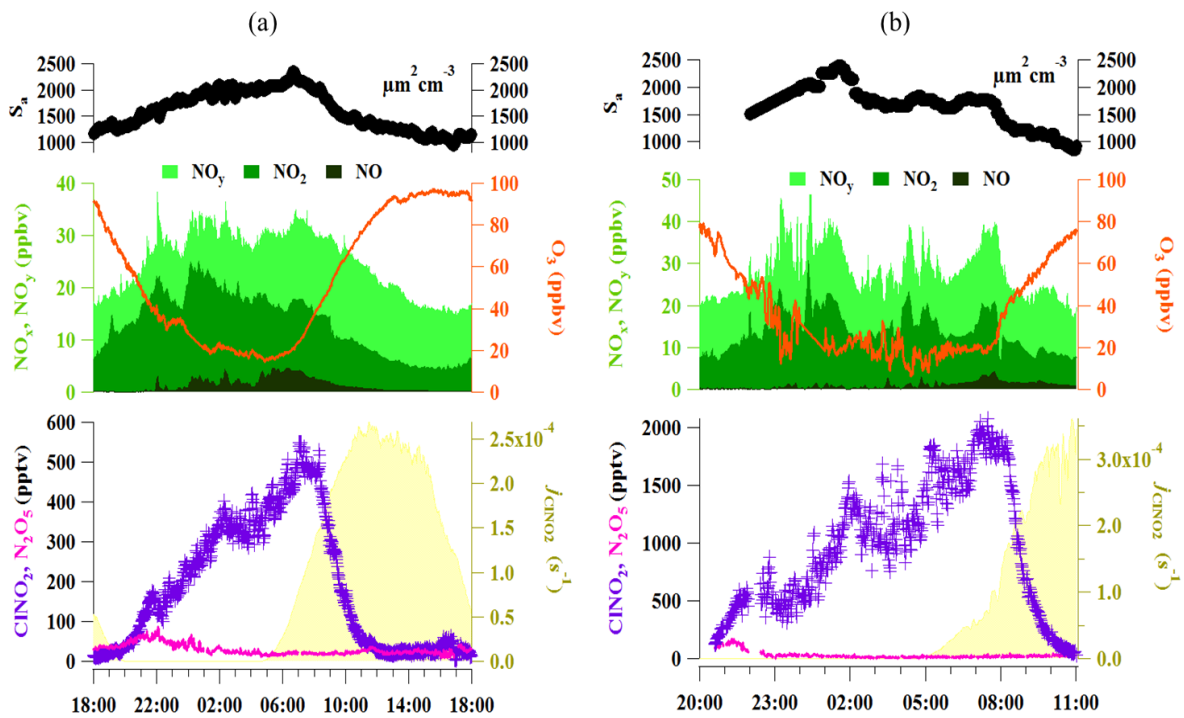 (a)
2500
2000
1500
1000
Sa
μm²cm⁻³
2500
2000
1500
1000
NOy NO2 NO
40
30
20
10
0
NOx, NOy (ppbv)
100
80
60
40
20
0
O3 (ppbv)
600
500
400
300
200
100
0
ClNO2, N2O5 (pptv)
2.5x10⁻⁴
2.0
1.5
1.0
0.5
0.0
jClNO2 (s⁻¹)
18:00 22:00 02:00 06:00 10:00 14:00 18:00
(b)
2500
2000
1500
1000
Sa
μm²cm⁻³
2500
2000
1500
1000
NOy NO2 NO
50
40
30
20
10
0
NOx, NOy (ppbv)
100
80
60
40
20
0
O3 (ppbv)
2000
1500
1000
500
0
ClNO2, N2O5 (pptv)
3.0x10⁻⁴
2.0
1.0
0.0
jClNO2 (s⁻¹)
20:00 23:00 02:00 05:00 08:00 11:00